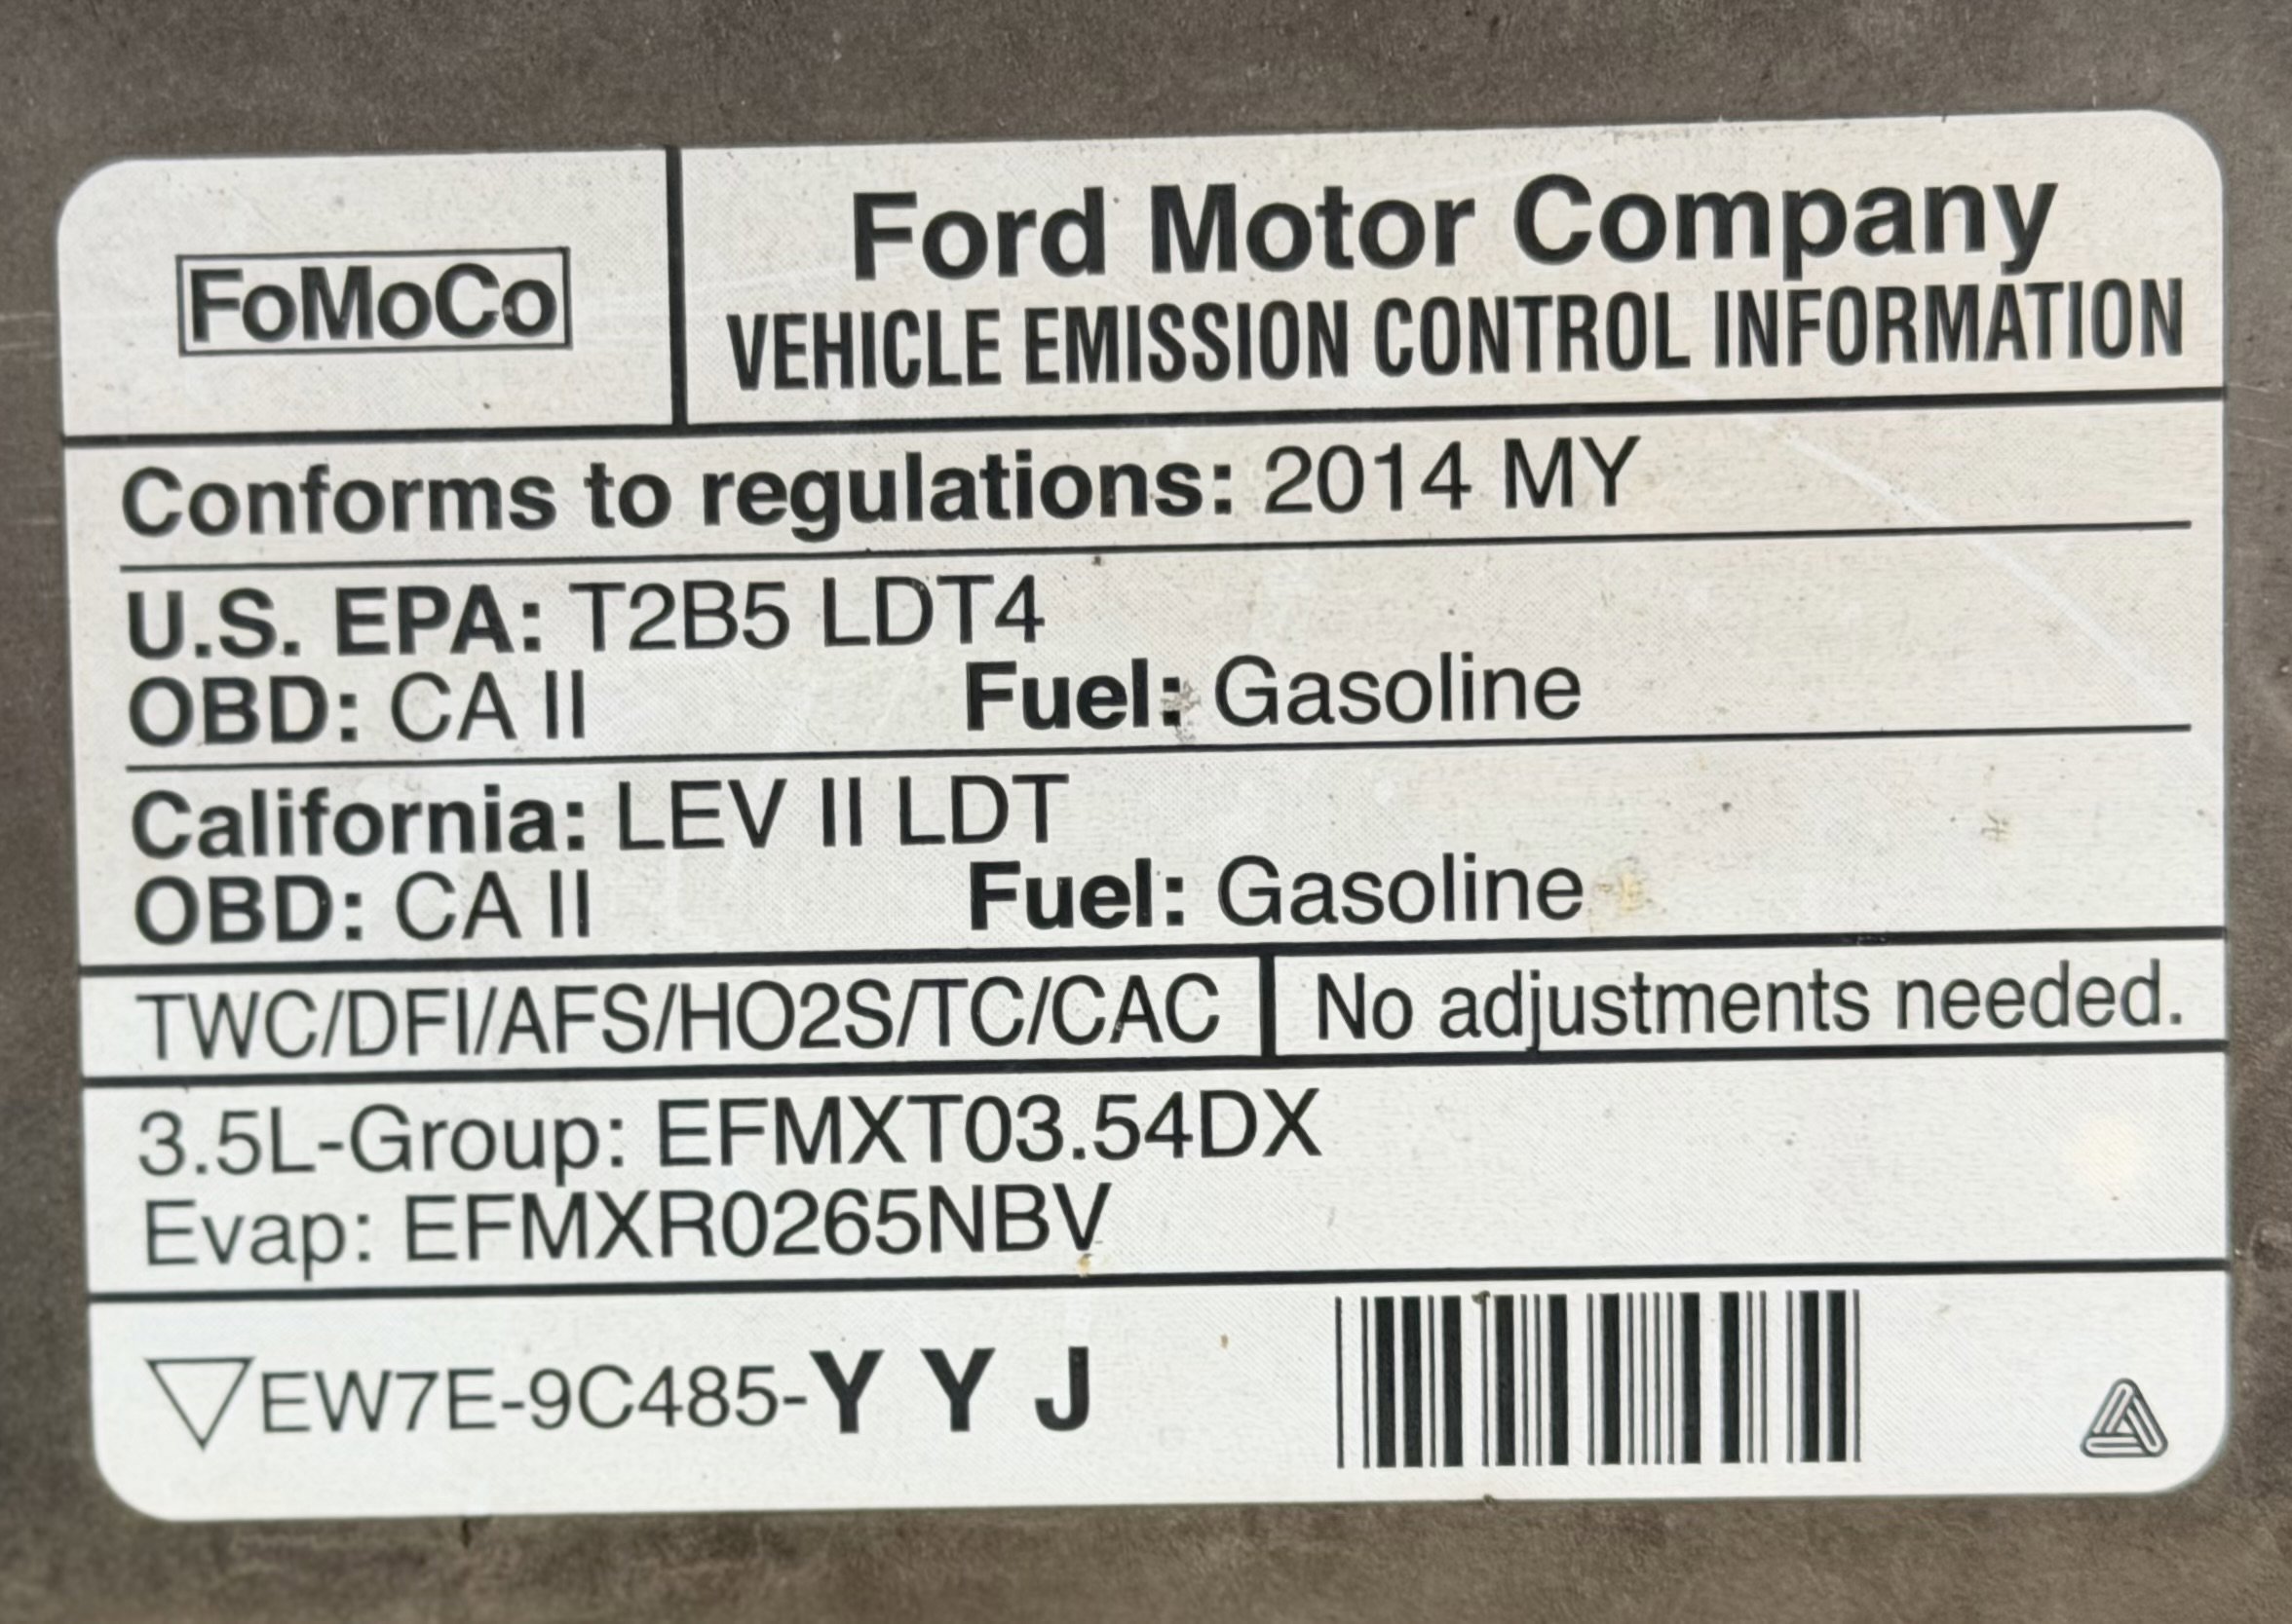 FoMoCo
Ford Motor Company
VEHICLE EMISSION CONTROL INFORMATION
Conforms to regulations: 2014 MY
U.S. EPA: T2B5 LDT4
OBD: CA II Fuel: Gasoline
California: LEV II LDT
OBD: CA II Fuel: Gasoline
TWC/DFI/AFS/HO2S/TC/CAC No adjustments needed.
3.5L-Group: EFMXT03.54DX
Evap: EFMXR0265NBV
EW7E-9C485-Y Y J